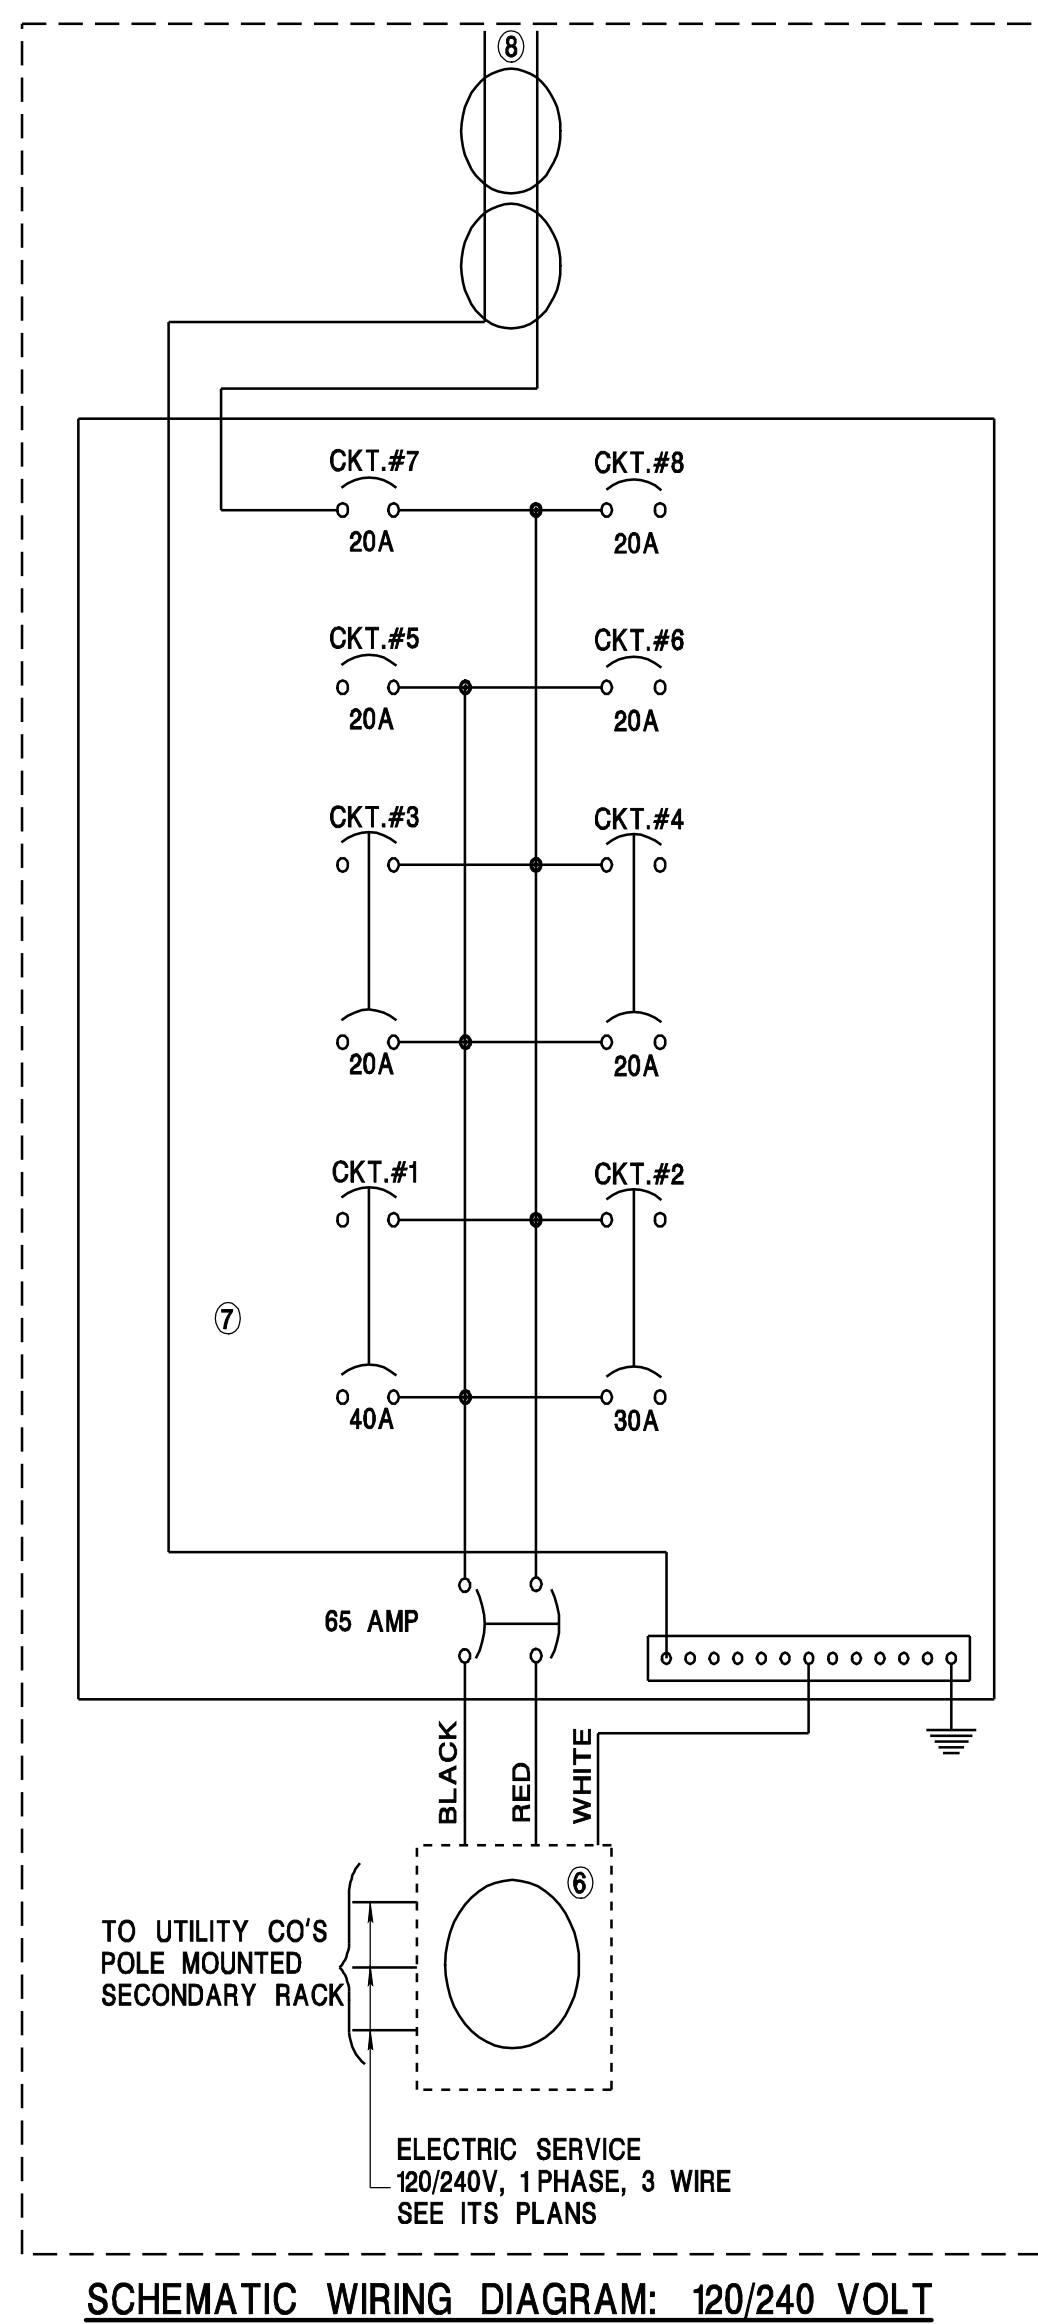 8
CKT.#7 CKT.#8
20A 20A
CKT.#5 CKT.#6
20A 20A
CKT.#3 CKT.#4
20A 20A
CKT.#1 CKT.#2
7
40A 30A
65 AMP
BLACK
RED
WHITE
6
TO UTILITY CO'S
POLE MOUNTED
SECONDARY RACK
ELECTRIC SERVICE
120/240V, 1 PHASE, 3 WIRE
SEE ITS PLANS
SCHEMATIC WIRING DIAGRAM: 120/240 VOLT